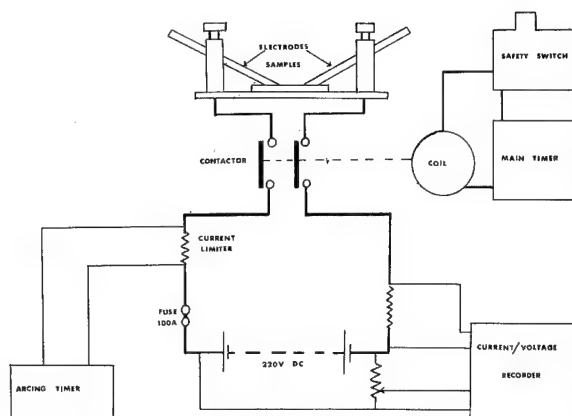 ELECTRODES
SAMPLES
SAFETY SWITCH
CONTACTOR
COIL
MAIN TIMER
CURRENT
LIMITER
FUSE
100A
220V DC
CURRENT/VOLTAGE
RECORDER
ARCING TIMER